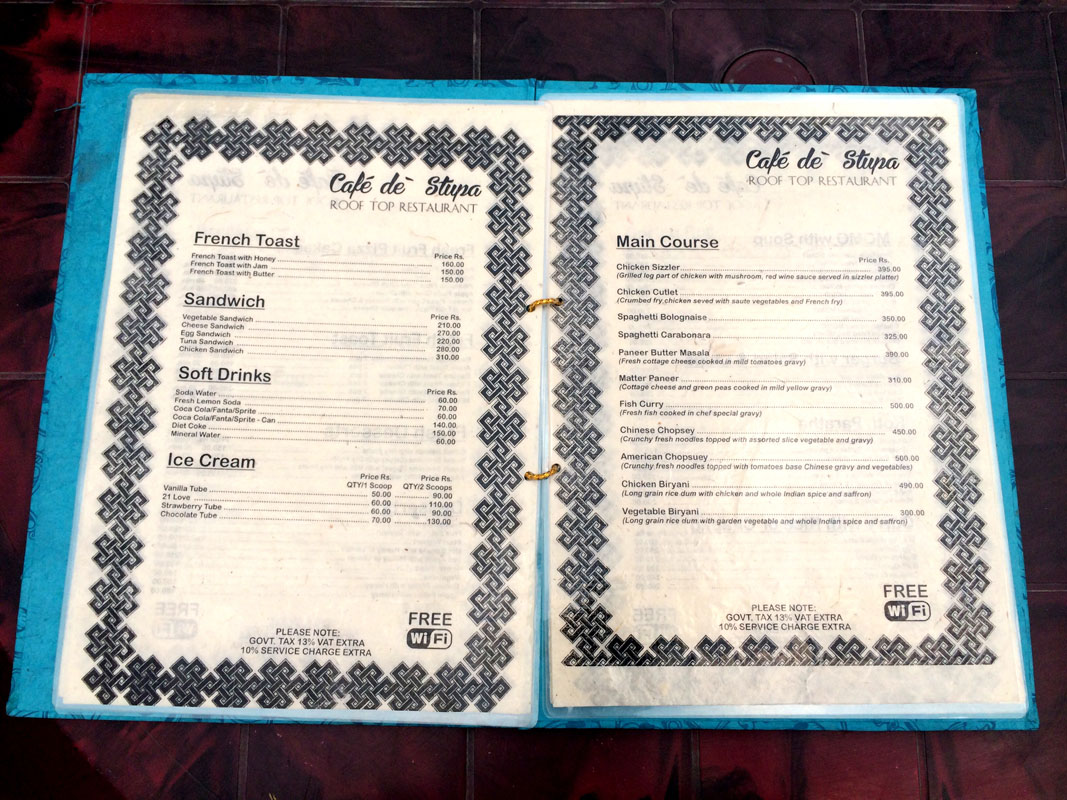 Café dè Stupa
ROOF TOP RESTAURANT
French Toast
Price Rs.
French Toast with Honey 160.00
French Toast with Jam 150.00
French Toast with Butter 150.00
Sandwich
Price Rs.
Vegetable Sandwich 210.00
Cheese Sandwich 270.00
Egg Sandwich 220.00
Tuna Sandwich 280.00
Chicken Sandwich 310.00
Soft Drinks
Price Rs.
Soda Water 60.00
Fresh Lemon Soda 70.00
Coca Cola/Fanta/Sprite 60.00
Coca Cola/Fanta/Sprite - Can 140.00
Diet Coke 150.00
Mineral Water 60.00
Ice Cream
Price Rs. Price Rs.
QTY/1 Scoop QTY/2 Scoops
Vanilla Tube 50.00 90.00
21 Love 60.00 110.00
Strawberry Tube 60.00 90.00
Chocolate Tube 70.00 130.00
PLEASE NOTE:
GOVT. TAX 13% VAT EXTRA
10% SERVICE CHARGE EXTRA
FREE
WiFi
Café dè Stupa
ROOF TOP RESTAURANT
Main Course
Price Rs.
Chicken Sizzler 395.00
(Grilled leg part of chicken with mushroom, red wine sauce served in sizzler platter)
Chicken Cutlet 395.00
(Crumbed fry chicken seved with saute vegetables and French fry)
Spaghetti Bolognaise 350.00
Spaghetti Carabonara 325.00
Paneer Butter Masala 390.00
(Fresh cottage cheese cooked in mild tomatoes gravy)
Matter Paneer 310.00
(Cottage cheese and green peas cooked in mild yellow gravy)
Fish Curry 500.00
(Fresh fish cooked in chef special gravy)
Chinese Chopsey 450.00
(Crunchy fresh noodles topped with assorted slice vegetable and gravy)
American Chopsuey 500.00
(Crunchy fresh noodles topped with tomatoes base Chinese gravy and vegetables)
Chicken Biryani 490.00
(Long grain rice dum with chicken and whole Indian spice and saffron)
Vegetable Biryani 300.00
(Long grain rice dum with garden vegetable and whole Indian spice and saffron)
PLEASE NOTE:
GOVT. TAX 13% VAT EXTRA
10% SERVICE CHARGE EXTRA
FREE
WiFi